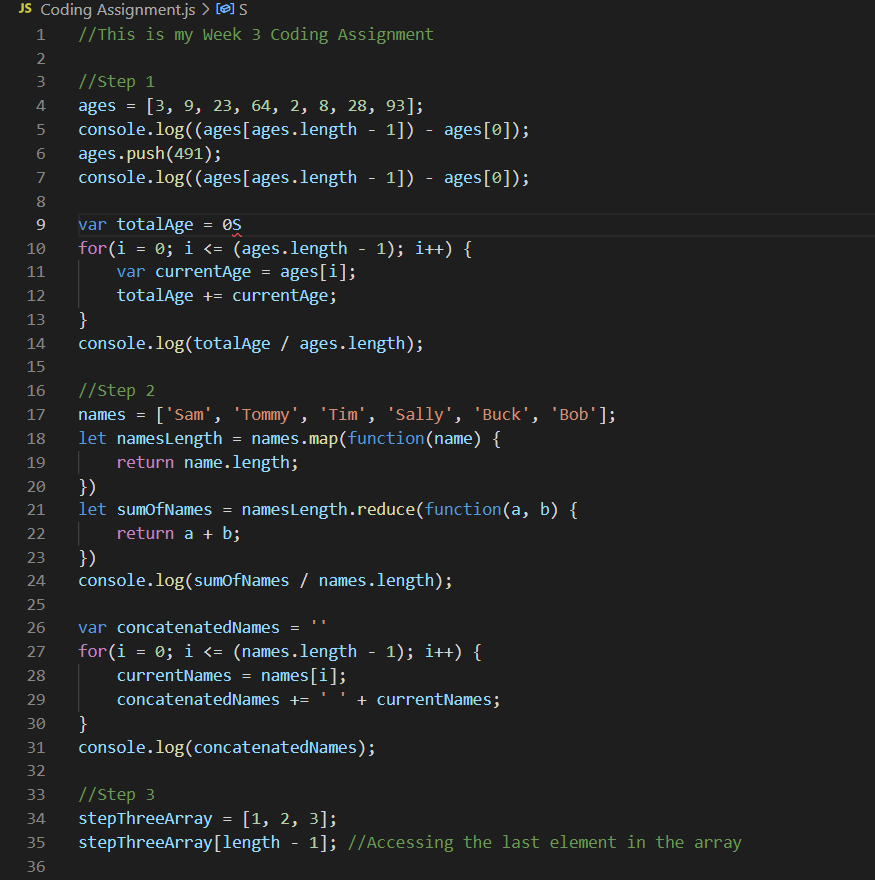 JS Coding Assignment.js > S
1 //This is my Week 3 Coding Assignment
2
3 //Step 1
4 ages = [3, 9, 23, 64, 2, 8, 28, 93];
5 console.log((ages[ages.length - 1]) - ages[0]);
6 ages.push(491);
7 console.log((ages[ages.length - 1]) - ages[0]);
8
9 var totalAge = 0S
10 for(i = 0; i <= (ages.length - 1); i++) {
11     var currentAge = ages[i];
12     totalAge += currentAge;
13 }
14 console.log(totalAge / ages.length);
15
16 //Step 2
17 names = ['Sam', 'Tommy', 'Tim', 'Sally', 'Buck', 'Bob'];
18 let namesLength = names.map(function(name) {
19     return name.length;
20 })
21 let sumOfNames = namesLength.reduce(function(a, b) {
22     return a + b;
23 })
24 console.log(sumOfNames / names.length);
25
26 var concatenatedNames = ''
27 for(i = 0; i <= (names.length - 1); i++) {
28     currentNames = names[i];
29     concatenatedNames += ' ' + currentNames;
30 }
31 console.log(concatenatedNames);
32
33 //Step 3
34 stepThreeArray = [1, 2, 3];
35 stepThreeArray[length - 1]; //Accessing the last element in the array
36